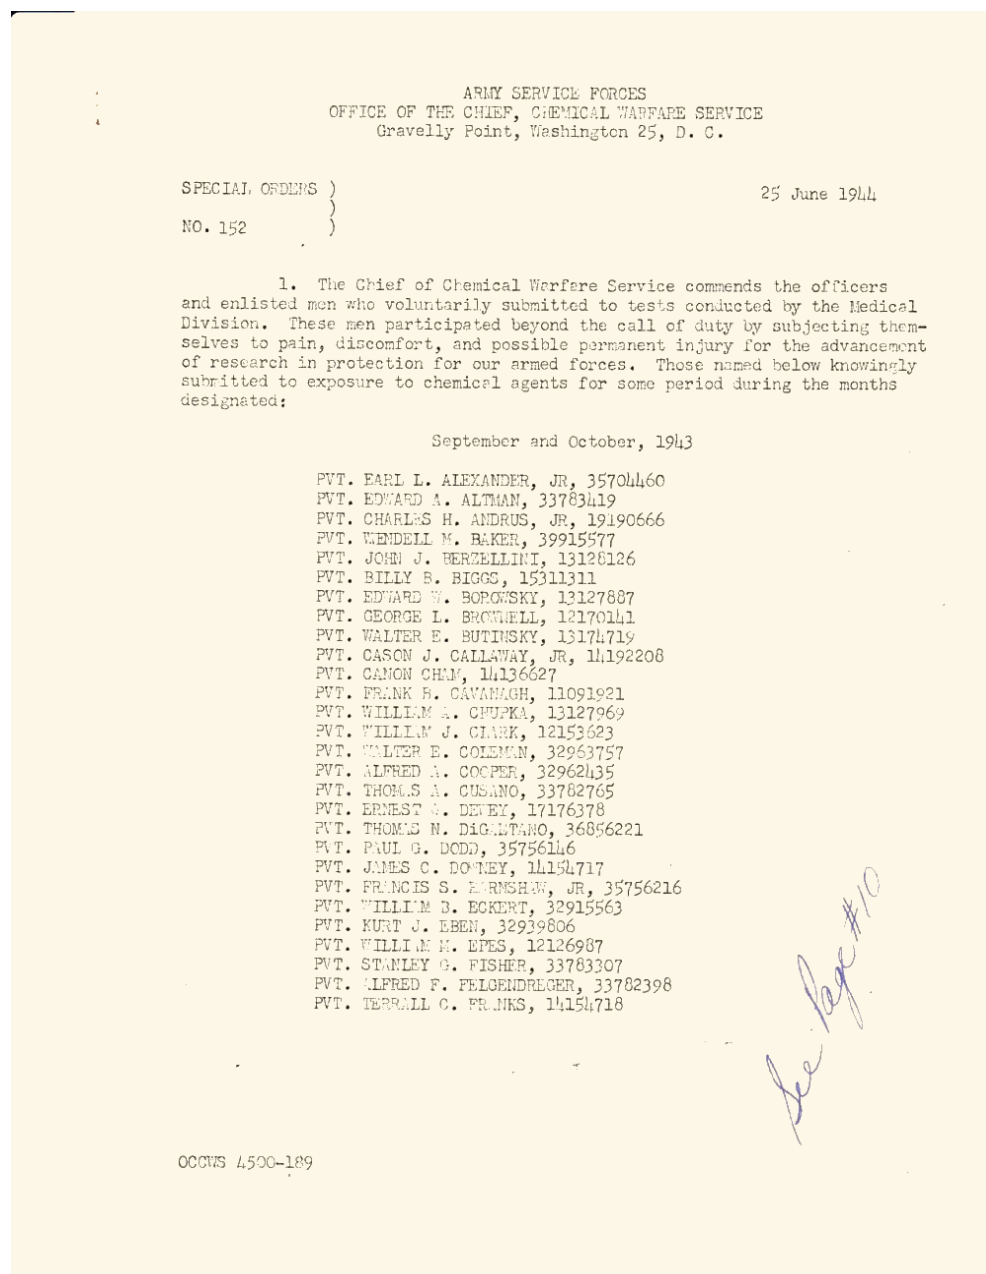 ARMY SERVICE FORCES
OFFICE OF THE CHIEF, CHEMICAL WARFARE SERVICE
Gravelly Point, Washington 25, D. C.
SPECIAL ORDERS )
)
NO. 152 )
25 June 1944
1. The Chief of Chemical Warfare Service commends the officers
and enlisted men who voluntarily submitted to tests conducted by the Medical
Division. These men participated beyond the call of duty by subjecting them-
selves to pain, discomfort, and possible permanent injury for the advancement
of research in protection for our armed forces. Those named below knowingly
submitted to exposure to chemical agents for some period during the months
designated:
September and October, 1943
PVT. EARL L. ALEXANDER, JR, 35704460
PVT. EDWARD A. ALTMAN, 33783419
PVT. CHARLES H. ANDRUS, JR, 19190666
PVT. WENDELL M. BAKER, 39915577
PVT. JOHN J. BERZELLINI, 13128126
PVT. BILLY B. BIGGS, 15311311
PVT. EDWARD W. BOROWSKY, 13127887
PVT. GEORGE L. BROWNELL, 12170141
PVT. WALTER E. BUTINSKY, 13174719
PVT. CASON J. CALLAWAY, JR, 14192208
PVT. CANON CHAM, 14136627
PVT. FRANK B. CAVANAGH, 11091921
PVT. WILLIAM A. CHUPKA, 13127969
PVT. WILLIAM J. CLARK, 12153623
PVT. WALTER E. COLEMAN, 32963757
PVT. ALFRED A. COOPER, 32962435
PVT. THOMAS A. CUSANO, 33782765
PVT. ERNEST DEWEY, 17176378
PVT. THOMAS N. DiGAETANO, 36856221
PVT. PAUL G. DODD, 35756146
PVT. JAMES C. DOWNEY, 14154717
PVT. FRANCIS S. EARNSHAW, JR, 35756216
PVT. WILLIAM B. ECKERT, 32915563
PVT. KURT J. EBEN, 32939806
PVT. WILLIAM M. EPES, 12126987
PVT. STANLEY G. FISHER, 33783307
PVT. ALFRED F. FELGENDREGER, 33782398
PVT. TERRALL C. FRANKS, 14154718
See Page #10
OCCWS 4500-189